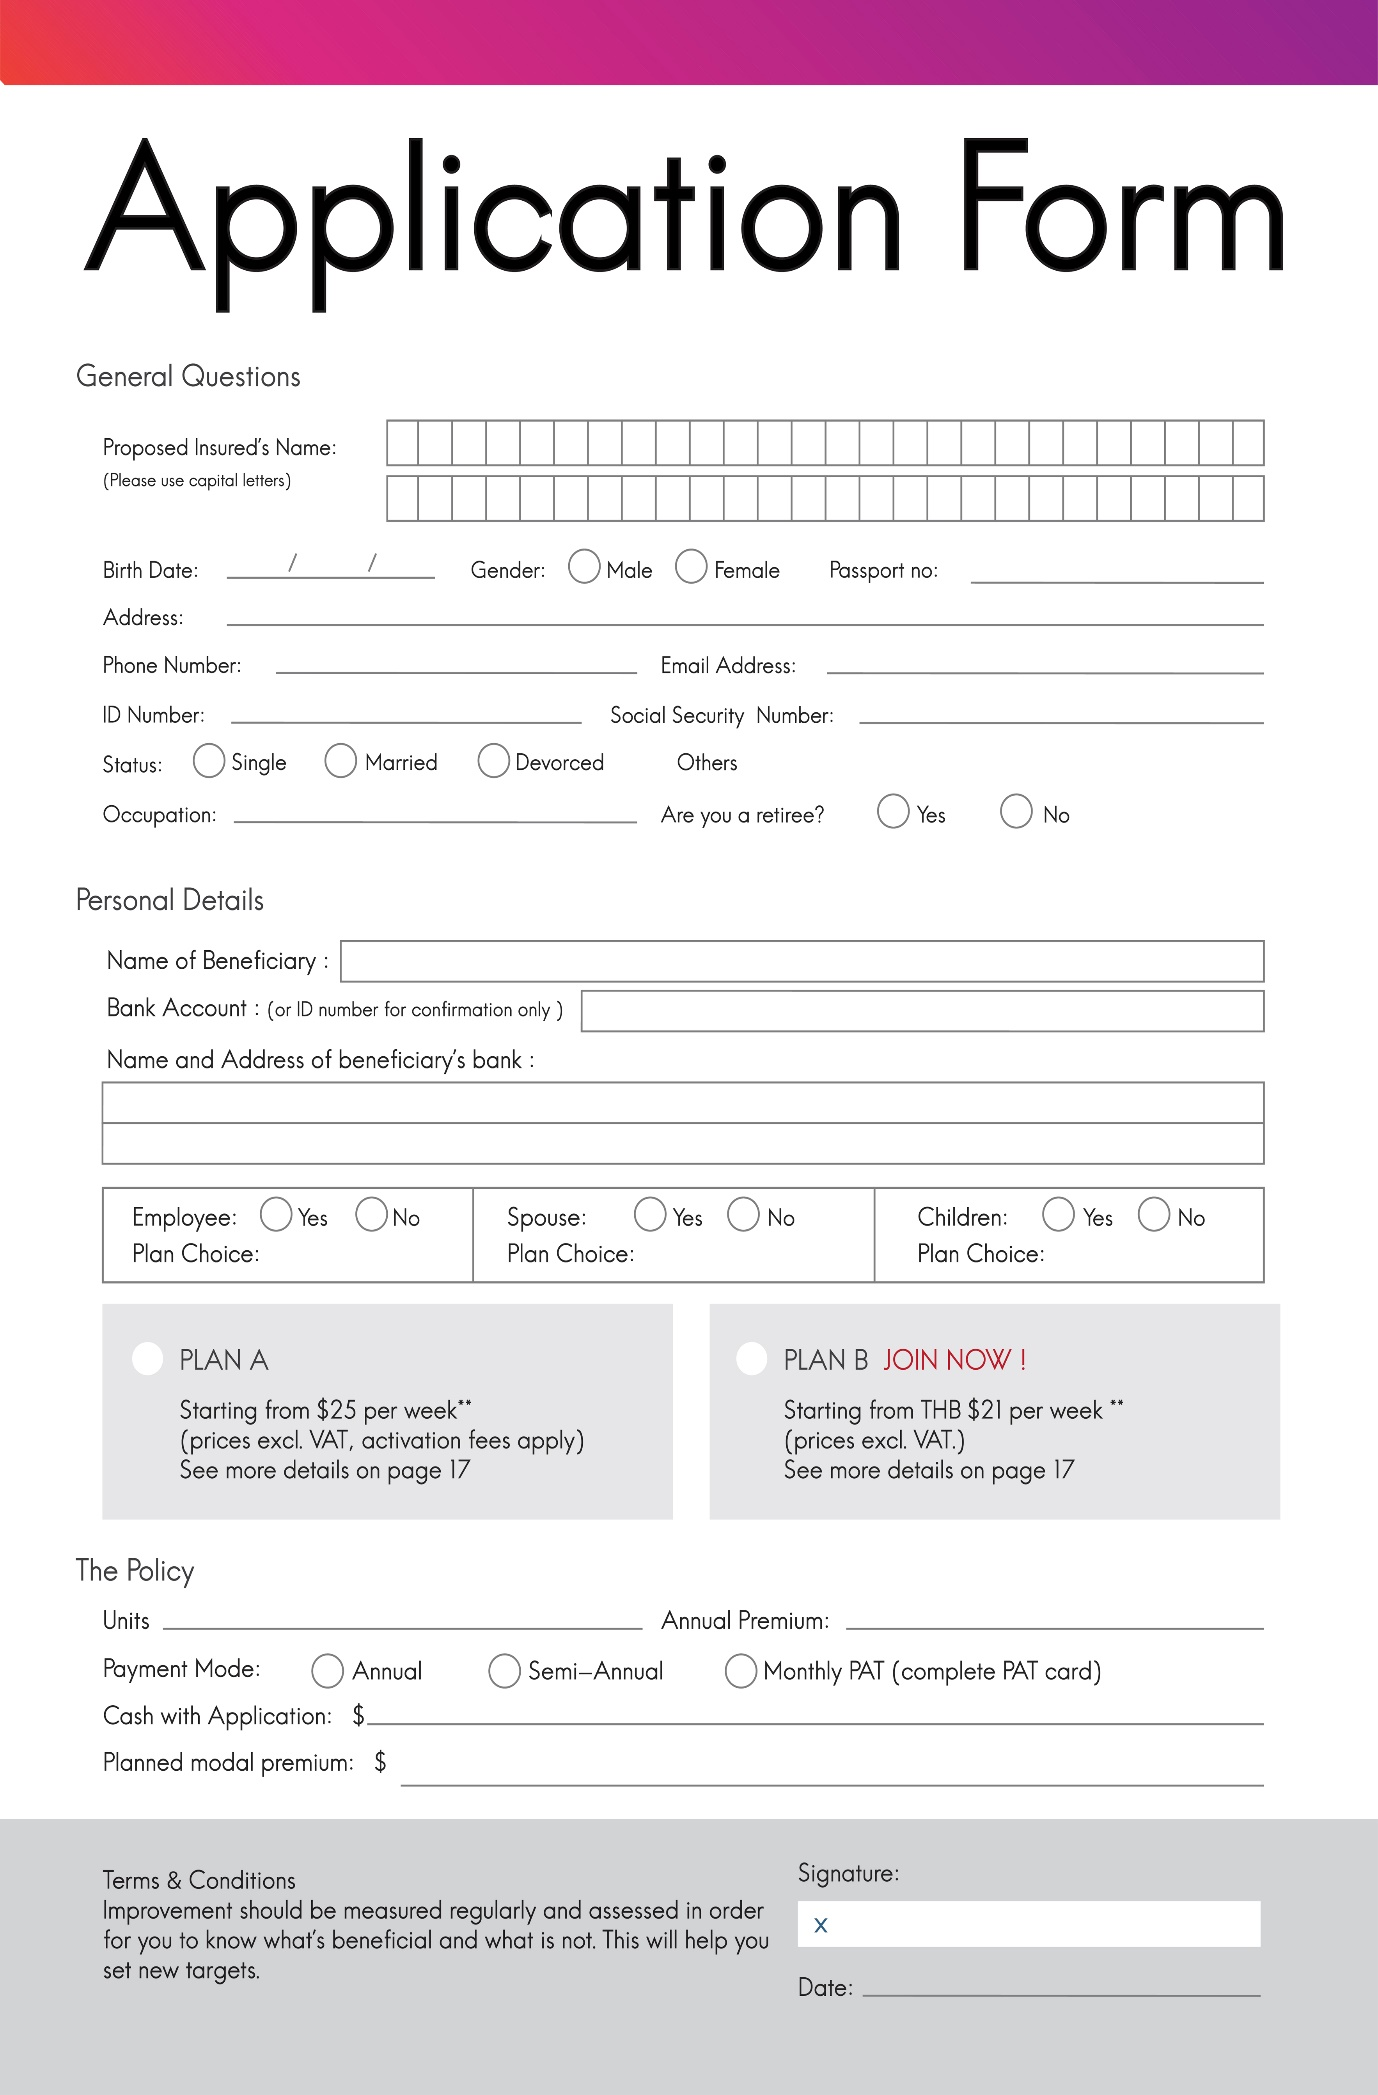 Application Form
General Questions
Proposed Insured's Name:
(Please use capital letters)
Birth Date: / / Gender: Male Female Passport no:
Address:
Phone Number: Email Address:
ID Number: Social Security Number:
Status: Single Married Devorced Others
Occupation: Are you a retiree? Yes No
Personal Details
Name of Beneficiary :
Bank Account : (or ID number for confirmation only )
Name and Address of beneficiary's bank :
Employee: Yes No Spouse: Yes No Children: Yes No
Plan Choice: Plan Choice: Plan Choice:
PLAN A
Starting from $25 per week**
(prices excl. VAT, activation fees apply)
See more details on page 17
PLAN B JOIN NOW !
Starting from THB $21 per week **
(prices excl. VAT.)
See more details on page 17
The Policy
Units Annual Premium:
Payment Mode: Annual Semi–Annual Monthly PAT (complete PAT card)
Cash with Application: $
Planned modal premium: $
Terms & Conditions
Improvement should be measured regularly and assessed in order
for you to know what's beneficial and what is not. This will help you
set new targets.
Signature:
x
Date: